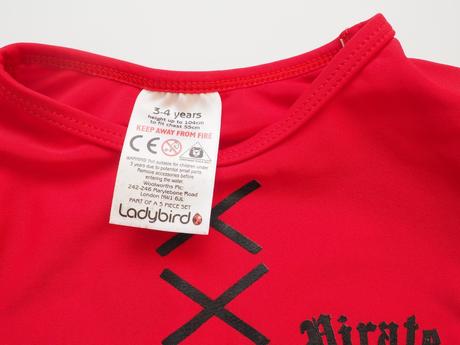 3-4 years
height up to 104cm
to fit chest 55cm
KEEP AWAY FROM FIRE
CE
WARNING! Not suitable for children under
3 years due to potential small parts.
Remove accessories before
entering the water.
Woolworths Plc
242-246 Marylebone Road
London NW1 6JL
PART OF A 5 PIECE SET
Ladybird
Pirate